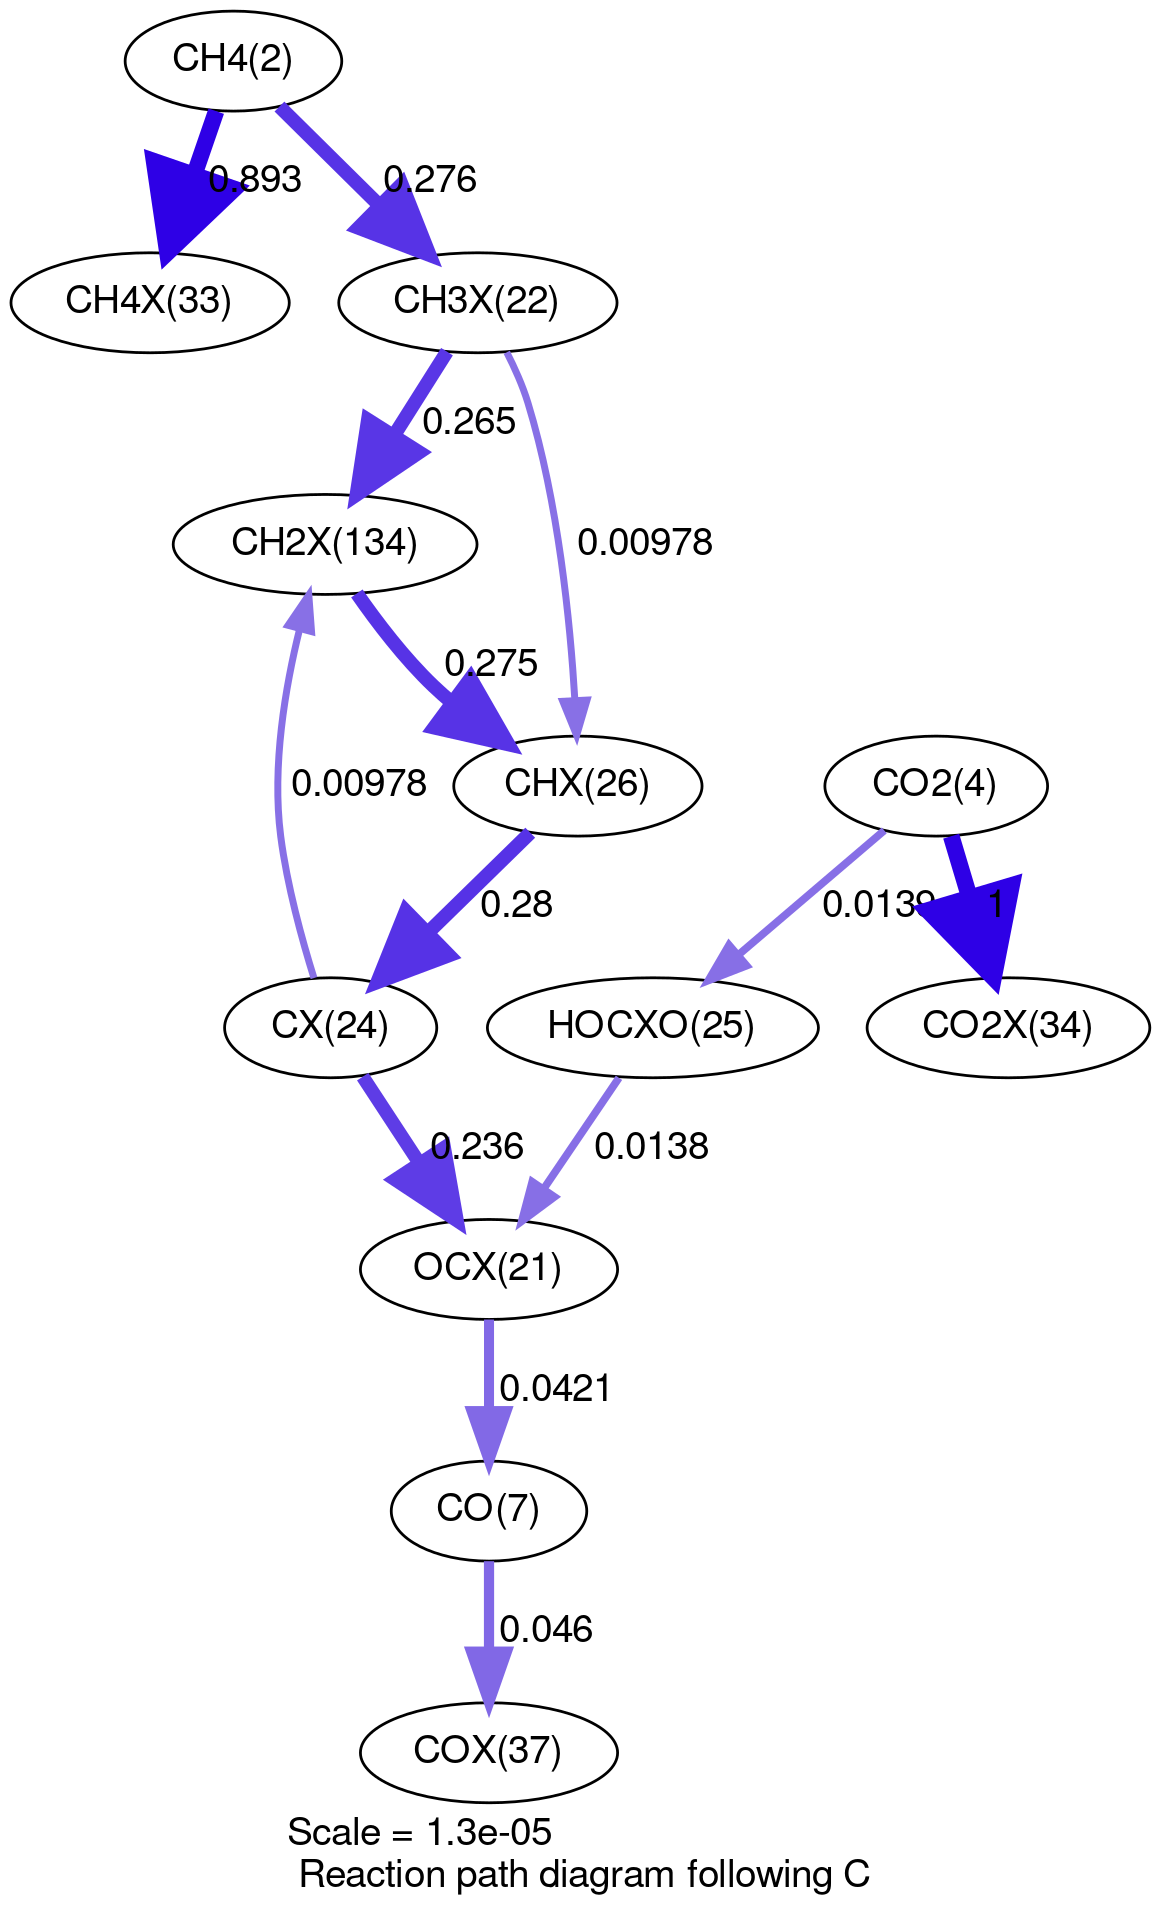 CH4(2)
0.893
0.276
CH4X(33)
CH3X(22)
0.265
0.00978
CH2X(134)
0.275
0.00978
CHX(26)
CO2(4)
0.28
0.0139
1
CX(24)
HOCXO(25)
CO2X(34)
0.236
0.0138
OCX(21)
0.0421
CO(7)
0.046
COX(37)
Scale = 1.3e-05
Reaction path diagram following C